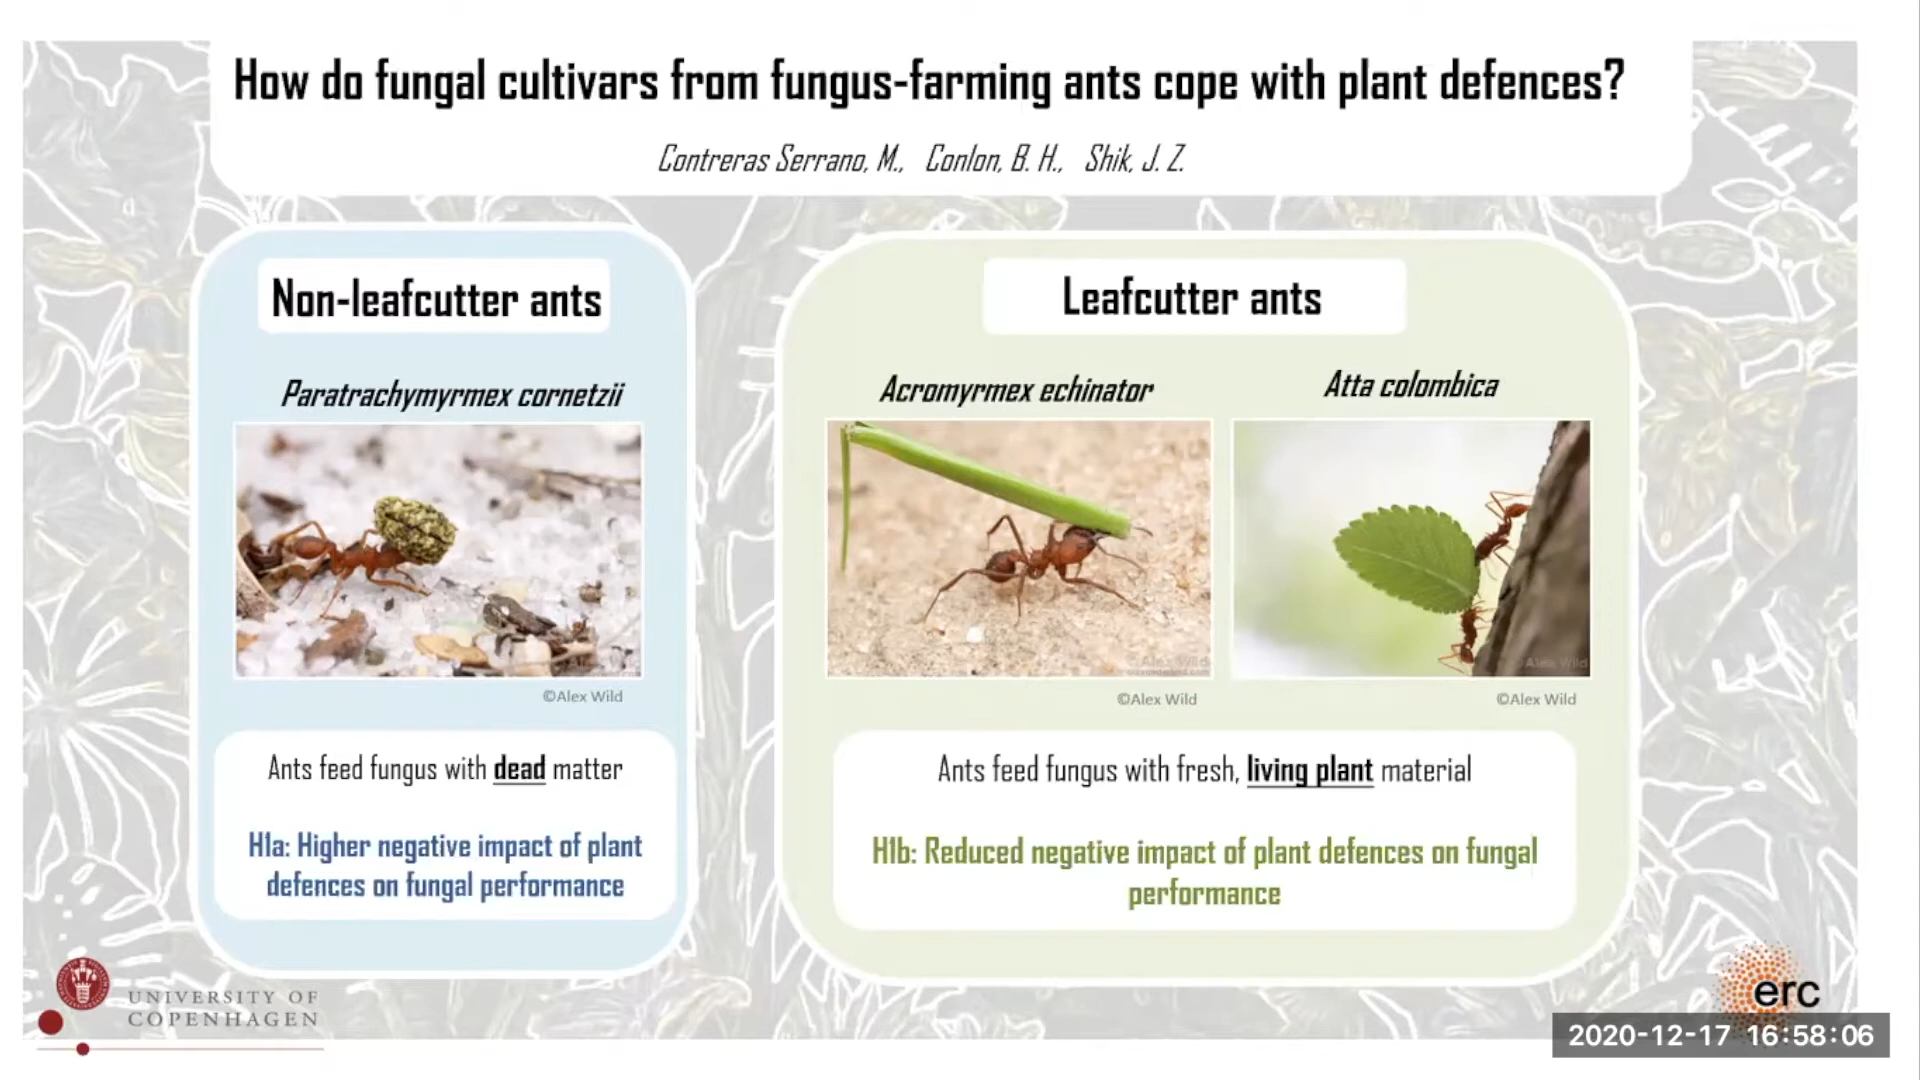 How do fungal cultivars from fungus-farming ants cope with plant defences?
Contreras Serrano, M., Conlon, B. H., Shik, J. Z.
Non-leafcutter ants
Paratrachymyrmex cornetzii
©Alex Wild
Ants feed fungus with dead matter
H1a: Higher negative impact of plant
defences on fungal performance
Leafcutter ants
Acromyrmex echinator
Atta colombica
Alex Wild
Alex Wild
©Alex Wild
©Alex Wild
Ants feed fungus with fresh, living plant material
H1b: Reduced negative impact of plant defences on fungal
performance
UNIVERSITY OF
COPENHAGEN
erc
2020-12-17 16:58:06